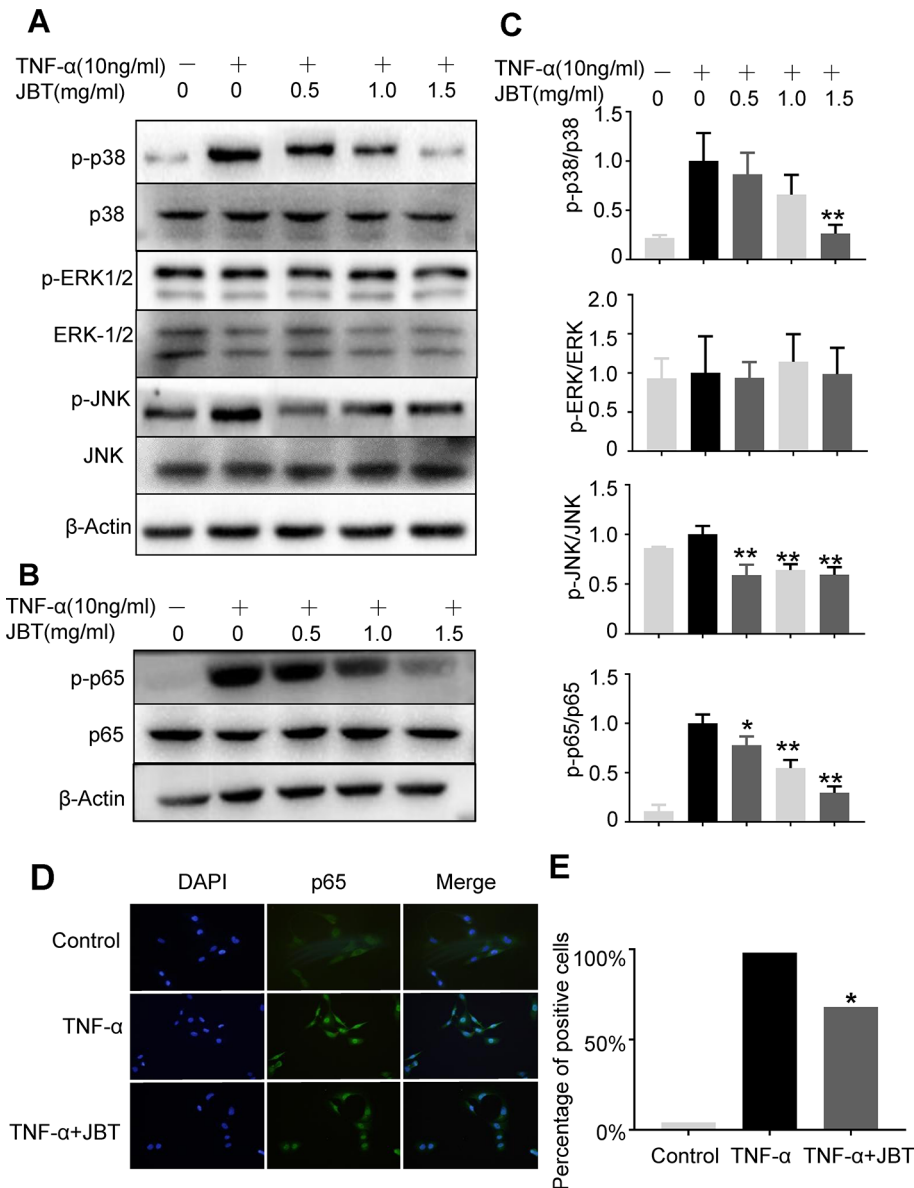 A
TNF-α(10ng/ml) — + + + +
JBT(mg/ml) 0 0 0.5 1.0 1.5
p-p38
p38
p-ERK1/2
ERK-1/2
p-JNK
JNK
β-Actin
B
TNF-α(10ng/ml) — + + + +
JBT(mg/ml) 0 0 0.5 1.0 1.5
p-p65
p65
β-Actin
C
TNF-α(10ng/ml) — + + + +
JBT(mg/ml) 0 0 0.5 1.0 1.5
p-p38/p38
1.5
1.0
0.5
0
**
p-ERK/ERK
2.0
1.5
1.0
0.5
0
p-JNK/JNK
1.5
1.0
0.5
0
** ** **
p-p65/p65
1.5
1.0
0.5
0
* ** **
D
DAPI p65 Merge
Control
TNF-α
TNF-α+JBT
E
Percentage of positive cells
100%
50%
0%
*
Control TNF-α TNF-α+JBT